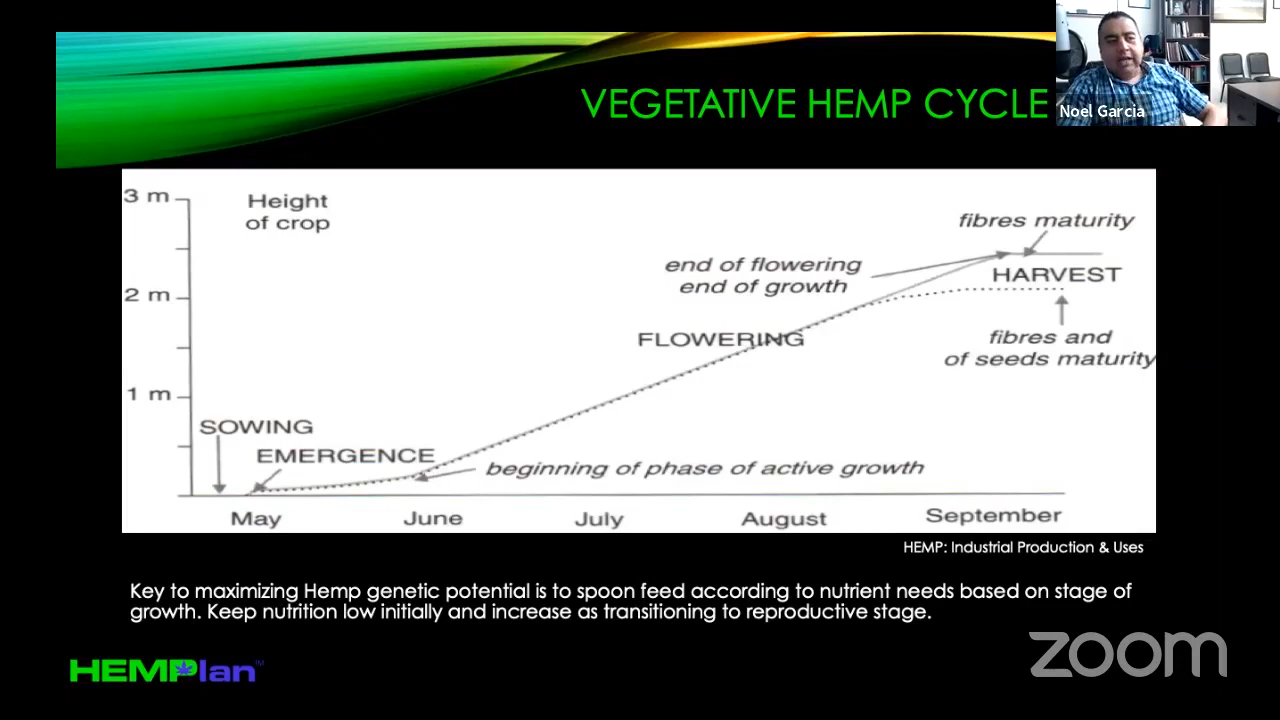 VEGETATIVE HEMP CYCLE
Noel Garcia
3 m
Height
of crop
fibres maturity
end of flowering
end of growth
HARVEST
2 m
FLOWERING
fibres and
of seeds maturity
1 m
SOWING
EMERGENCE
beginning of phase of active growth
May June July August September
HEMP: Industrial Production & Uses
Key to maximizing Hemp genetic potential is to spoon feed according to nutrient needs based on stage of
growth. Keep nutrition low initially and increase as transitioning to reproductive stage.
HEMPlan™
zoom